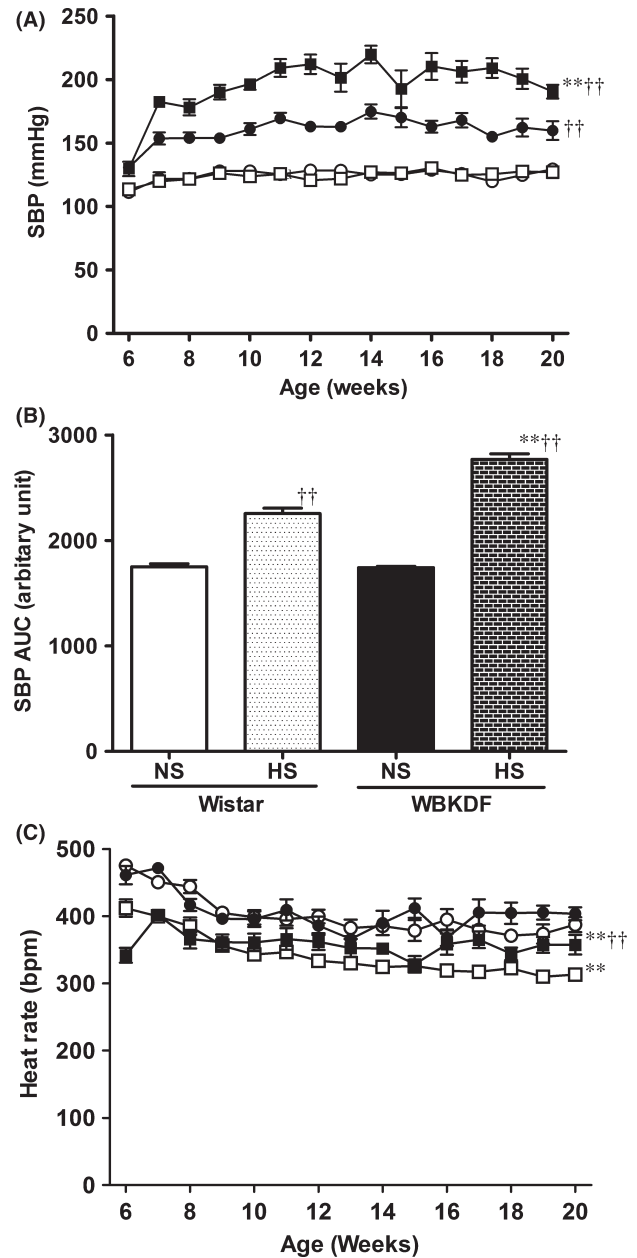 (A)
250
200
150
100
50
0
SBP (mmHg)
**††
††
6 8 10 12 14 16 18 20
Age (weeks)
(B)
3000
2000
1000
0
SBP AUC (arbitary unit)
††
**††
NS HS NS HS
Wistar WBKDF
(C)
500
400
300
200
100
0
Heat rate (bpm)
**††
**
6 8 10 12 14 16 18 20
Age (Weeks)